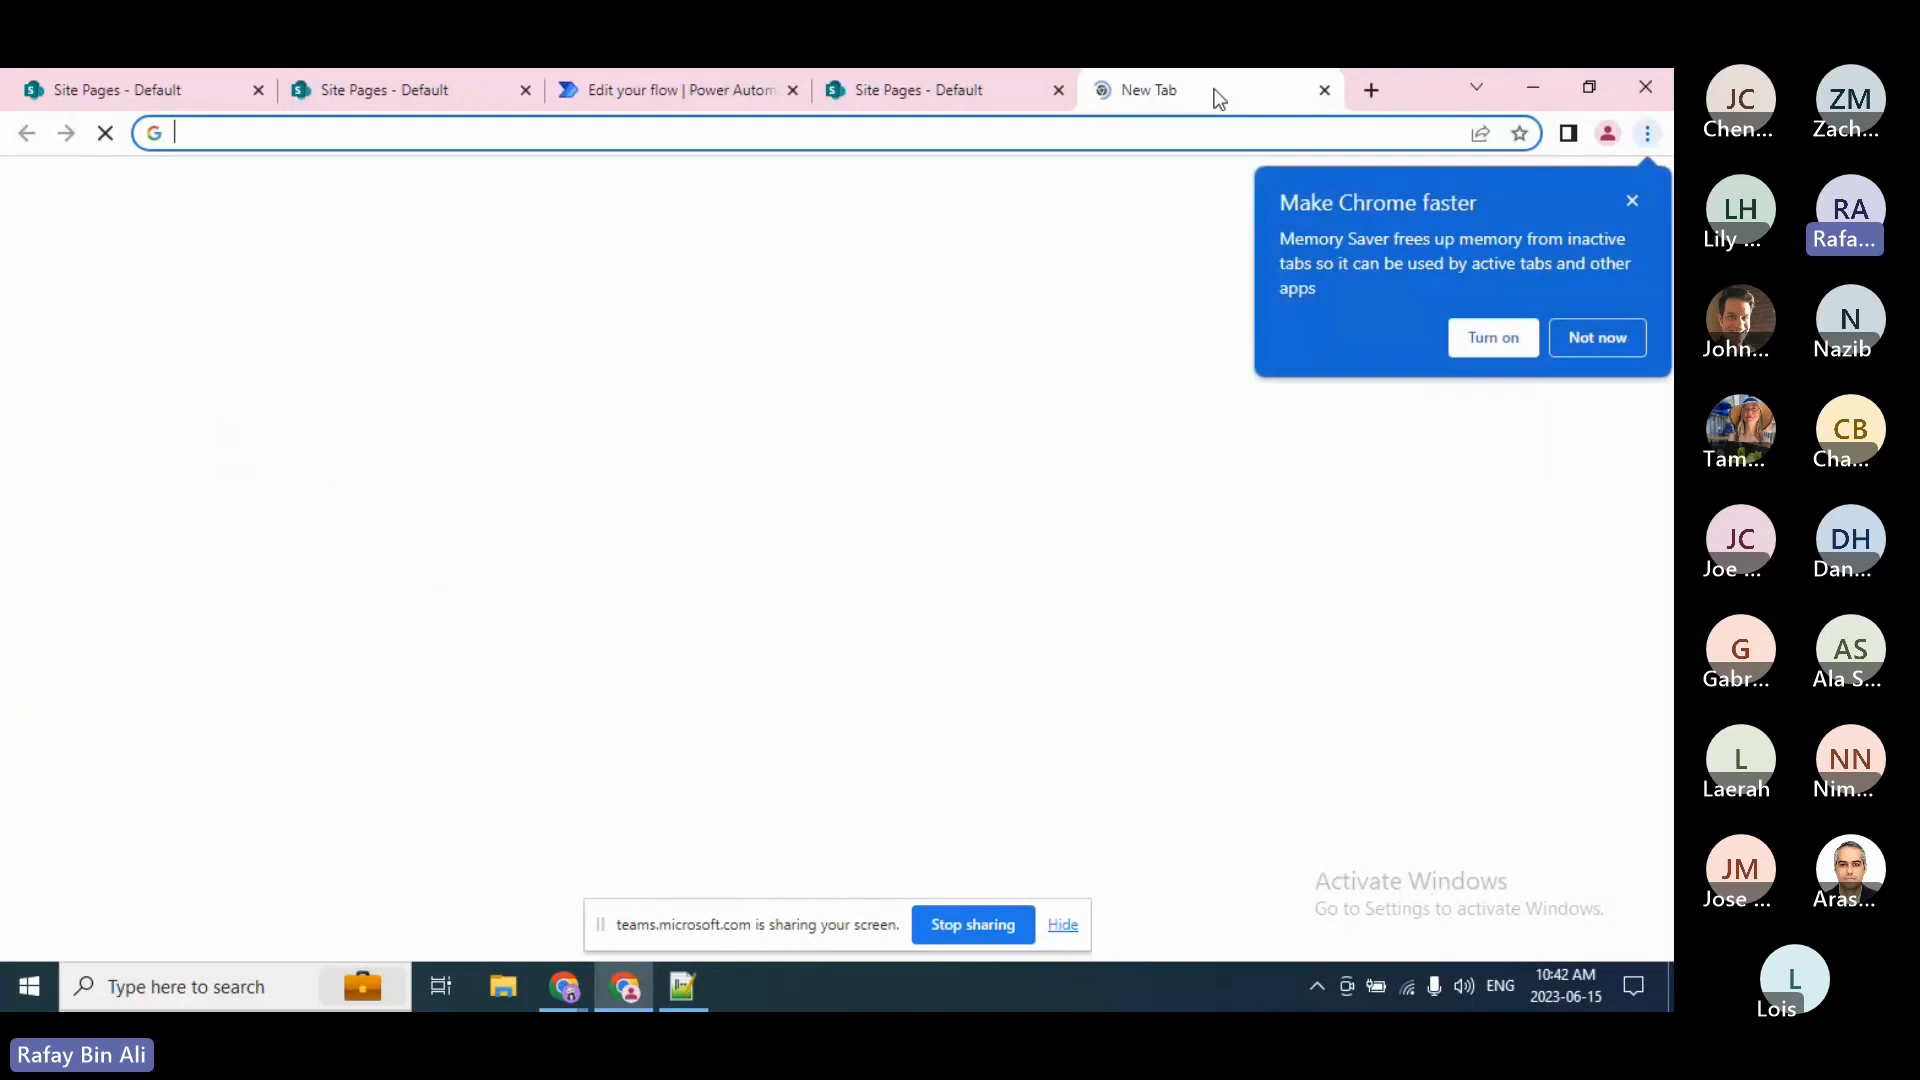 Site Pages - Default
Site Pages - Default
Edit your flow | Power Autom
Site Pages - Default
New Tab
Make Chrome faster
Memory Saver frees up memory from inactive
tabs so it can be used by active tabs and other
apps
Turn on
Not now
Activate Windows
Go to Settings to activate Windows.
teams.microsoft.com is sharing your screen.
Stop sharing
Hide
Type here to search
ENG
10:42 AM
2023-06-15
Rafay Bin Ali
JC
Chen...
ZM
Zach...
LH
Lily ...
RA
Rafa...
John...
N
Nazib
Tam...
CB
Cha...
JC
Joe ...
DH
Dan...
G
Gabr...
AS
Ala S...
L
Laerah
NN
Nim...
JM
Jose ...
Aras...
L
Lois